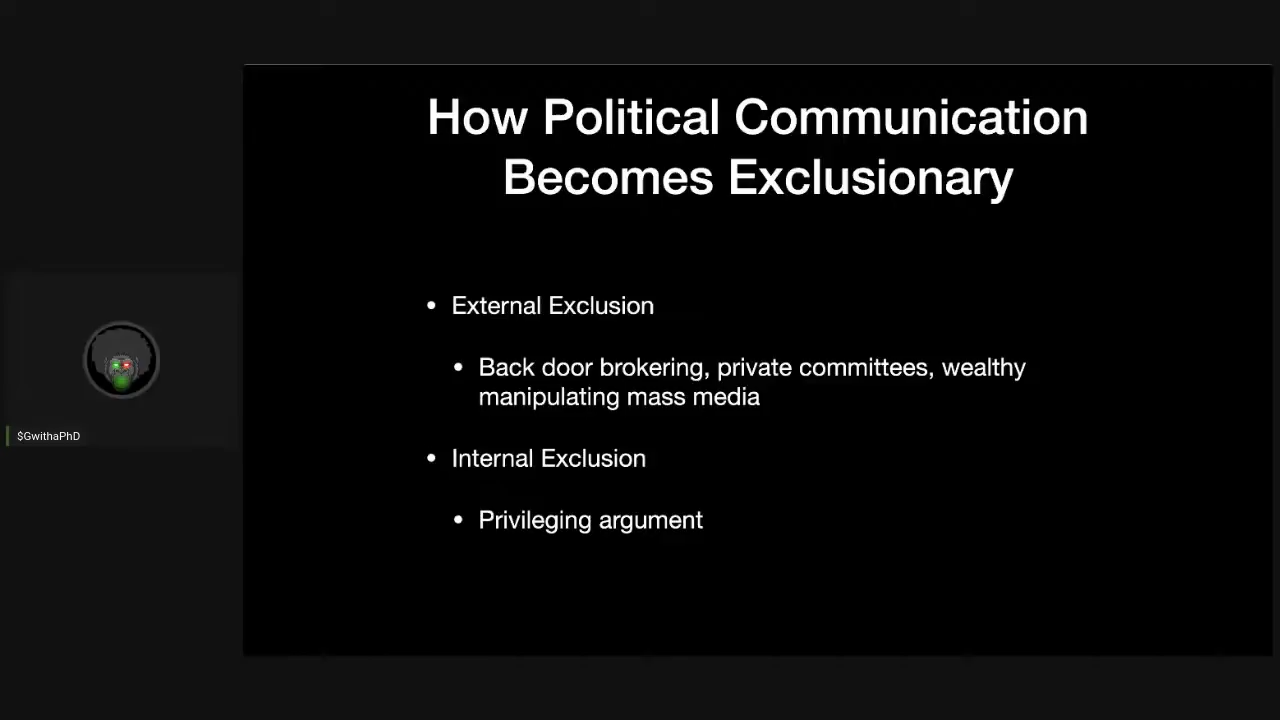 How Political Communication
Becomes Exclusionary
• External Exclusion
• Back door brokering, private committees, wealthy
manipulating mass media
• Internal Exclusion
• Privileging argument
$GwithaPhD